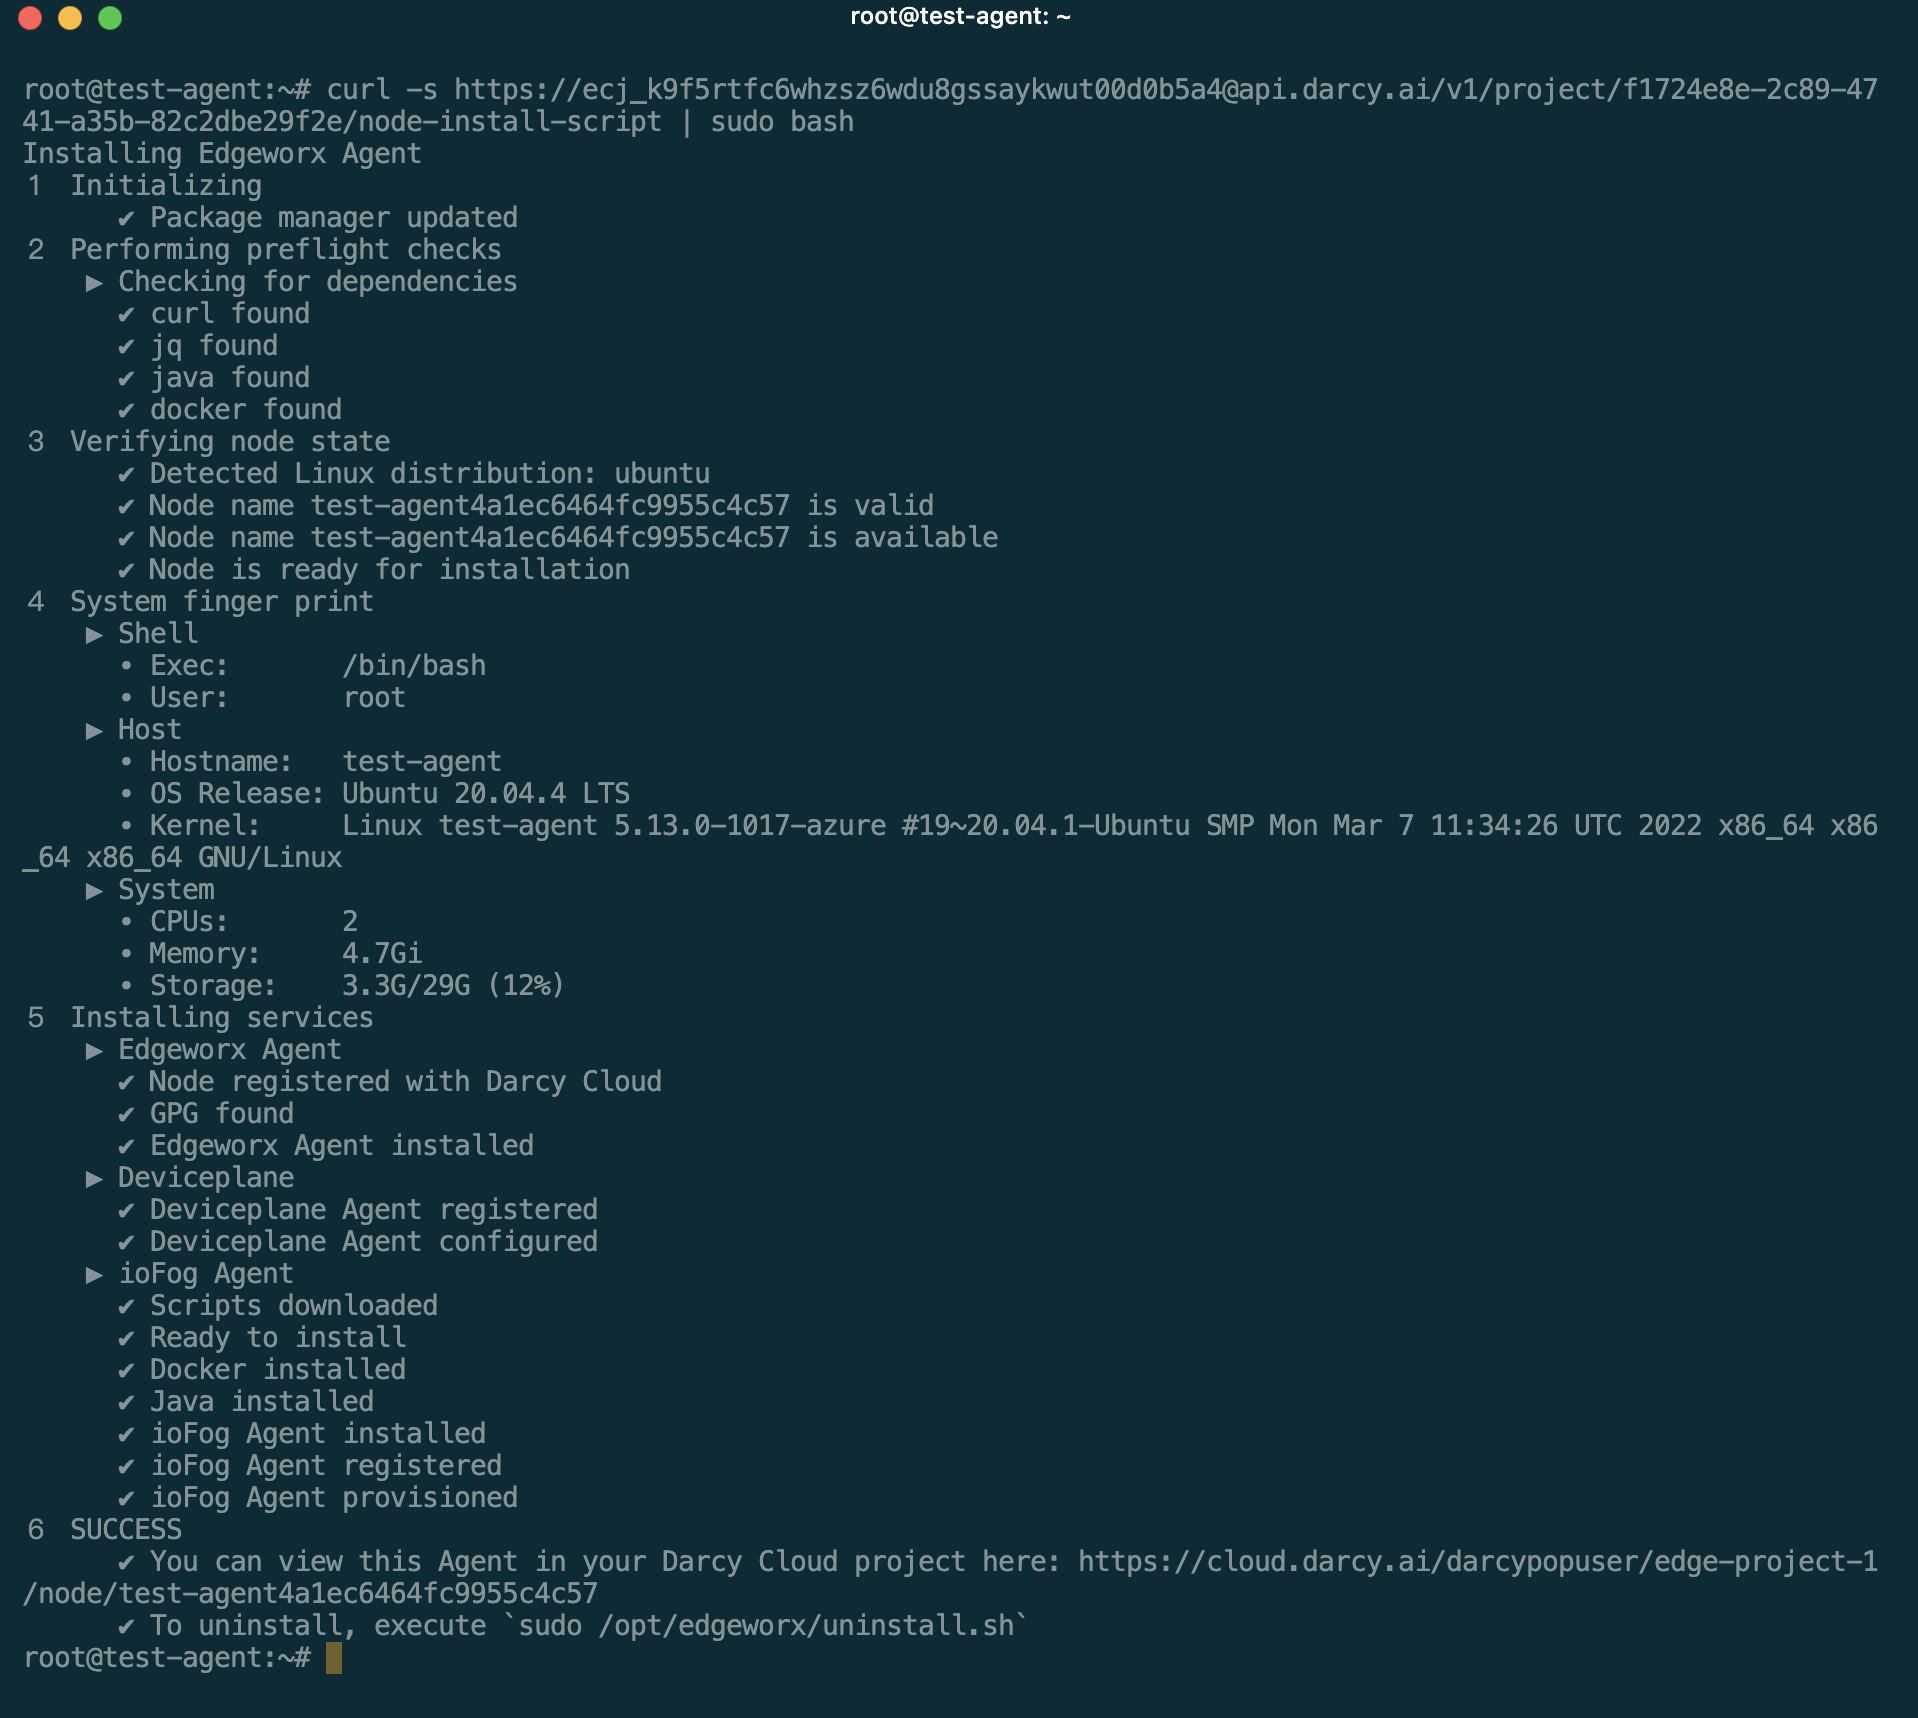 root@test-agent: ~
root@test-agent:~# curl -s https://ecj_k9f5rtfc6whzsz6wdu8gssaykwut00d0b5a4@api.darcy.ai/v1/project/f1724e8e-2c89-47
41-a35b-82c2dbe29f2e/node-install-script | sudo bash
Installing Edgeworx Agent
1 Initializing
✔ Package manager updated
2 Performing preflight checks
▶ Checking for dependencies
✔ curl found
✔ jq found
✔ java found
✔ docker found
3 Verifying node state
✔ Detected Linux distribution: ubuntu
✔ Node name test-agent4a1ec6464fc9955c4c57 is valid
✔ Node name test-agent4a1ec6464fc9955c4c57 is available
✔ Node is ready for installation
4 System finger print
▶ Shell
• Exec: /bin/bash
• User: root
▶ Host
• Hostname: test-agent
• OS Release: Ubuntu 20.04.4 LTS
• Kernel: Linux test-agent 5.13.0-1017-azure #19~20.04.1-Ubuntu SMP Mon Mar 7 11:34:26 UTC 2022 x86_64 x86
_64 x86_64 GNU/Linux
▶ System
• CPUs: 2
• Memory: 4.7Gi
• Storage: 3.3G/29G (12%)
5 Installing services
▶ Edgeworx Agent
✔ Node registered with Darcy Cloud
✔ GPG found
✔ Edgeworx Agent installed
▶ Deviceplane
✔ Deviceplane Agent registered
✔ Deviceplane Agent configured
▶ ioFog Agent
✔ Scripts downloaded
✔ Ready to install
✔ Docker installed
✔ Java installed
✔ ioFog Agent installed
✔ ioFog Agent registered
✔ ioFog Agent provisioned
6 SUCCESS
✔ You can view this Agent in your Darcy Cloud project here: https://cloud.darcy.ai/darcypopuser/edge-project-1
/node/test-agent4a1ec6464fc9955c4c57
✔ To uninstall, execute `sudo /opt/edgeworx/uninstall.sh`
root@test-agent:~#